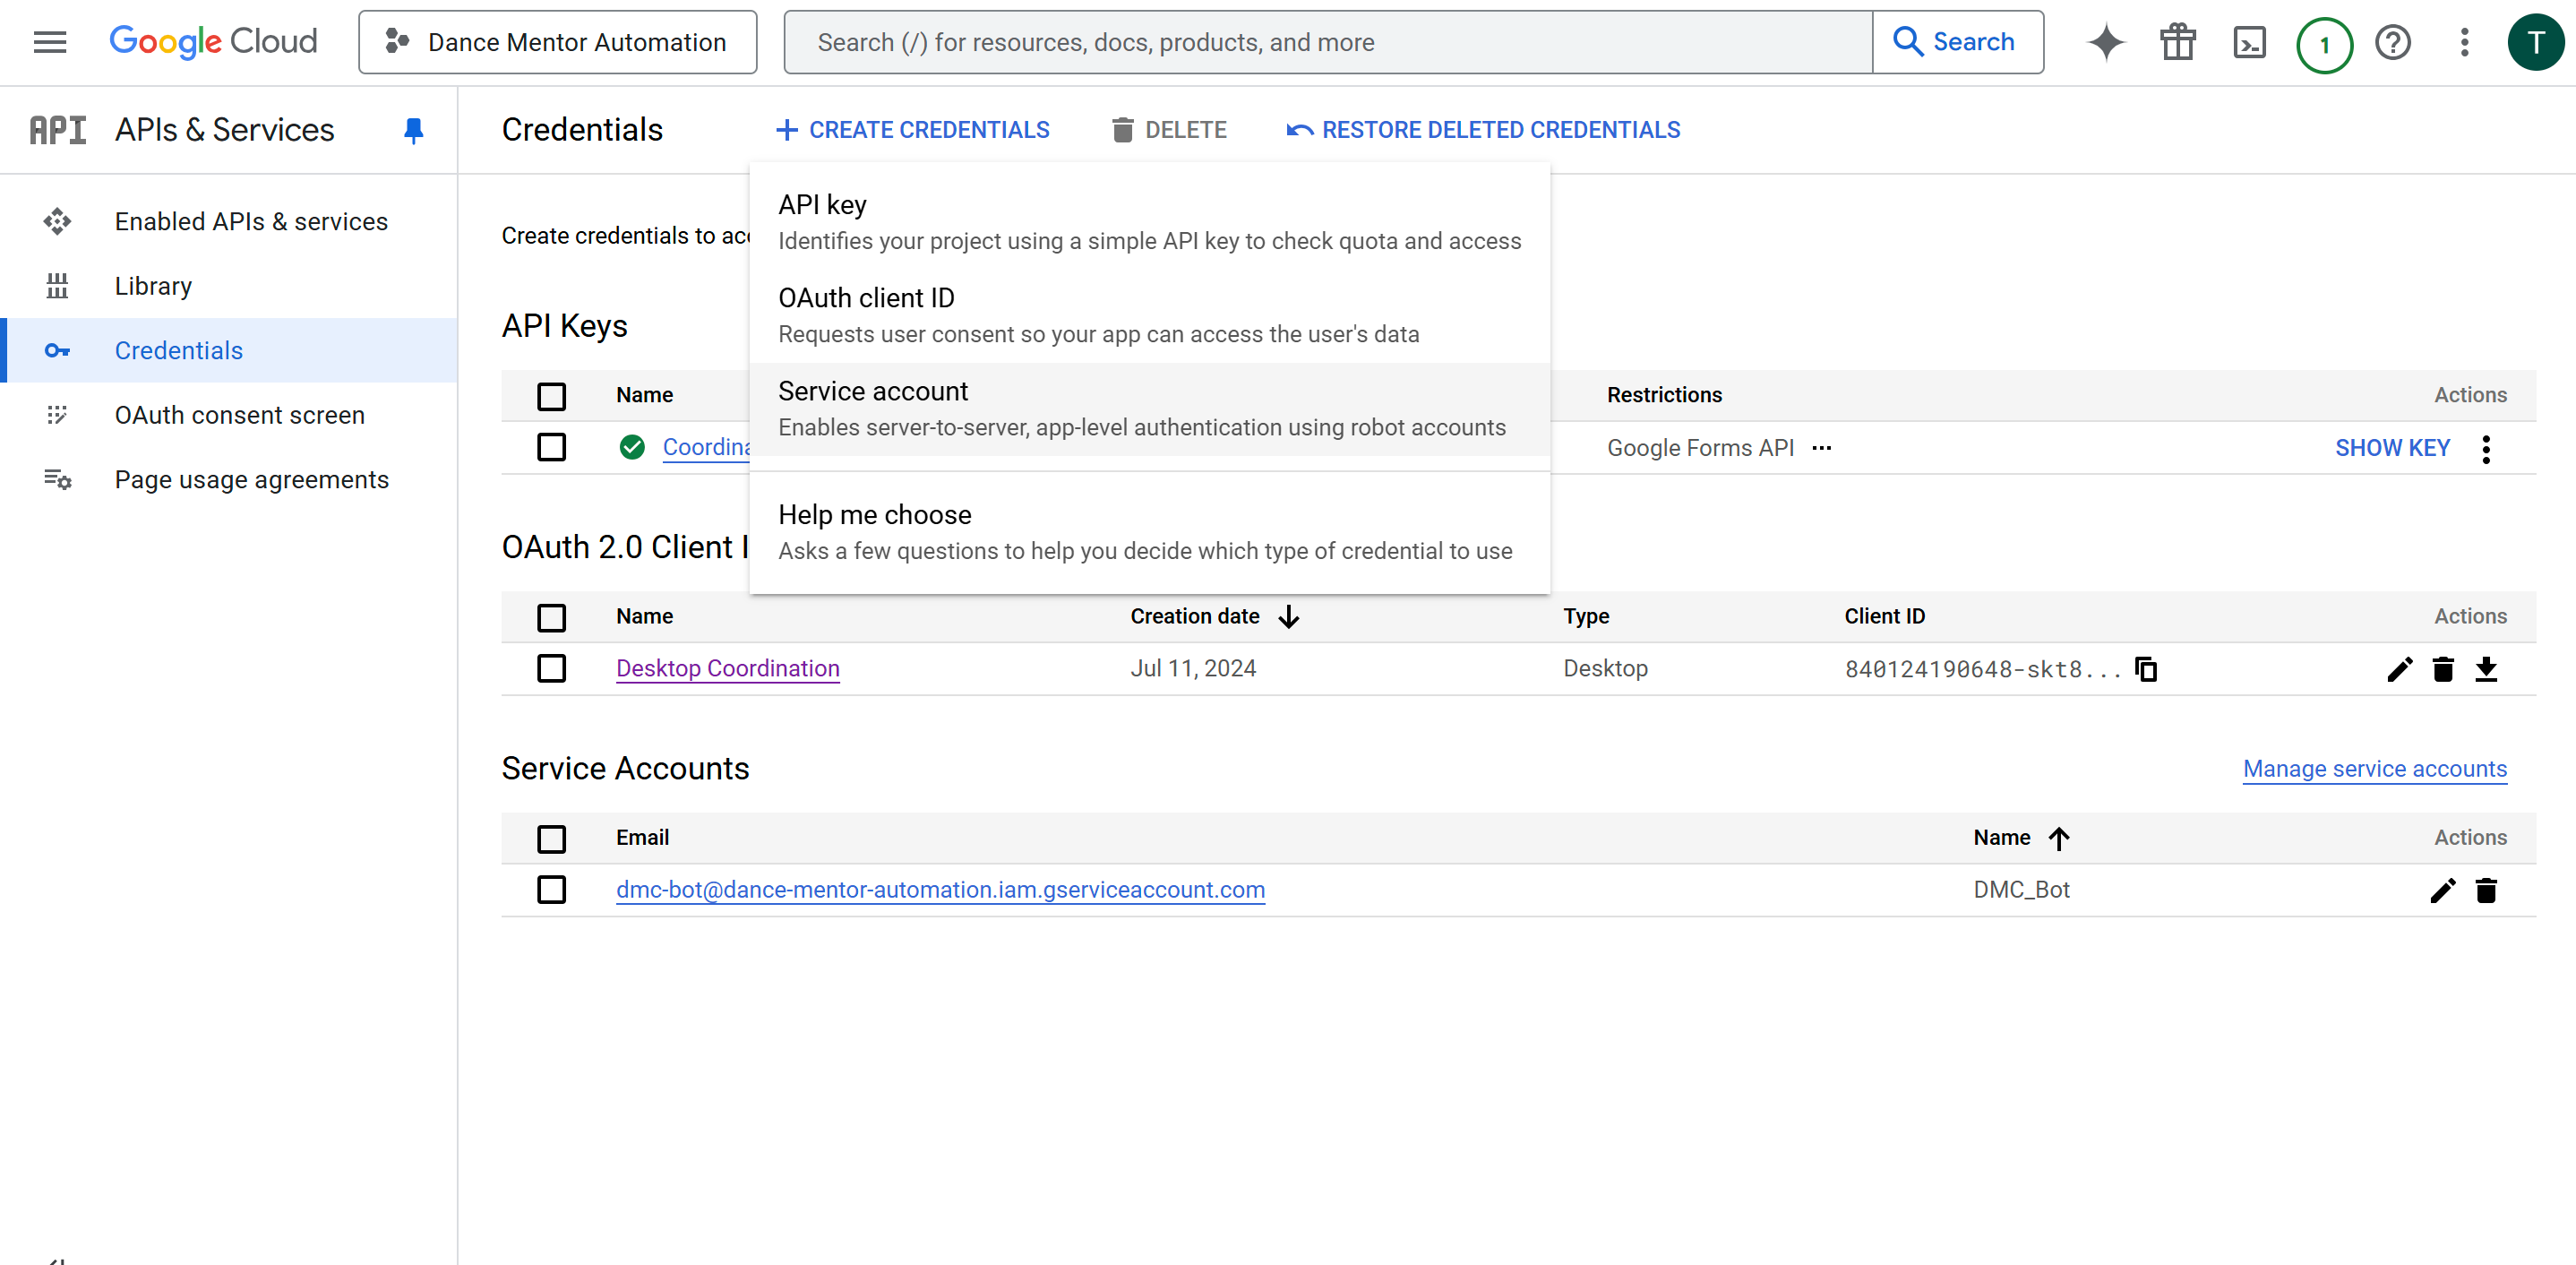 Google Cloud
Dance Mentor Automation
Search (/) for resources, docs, products, and more
Search
1
T
API
APIs & Services
Enabled APIs & services
Library
Credentials
OAuth consent screen
Page usage agreements
Credentials
CREATE CREDENTIALS
DELETE
RESTORE DELETED CREDENTIALS
Create credentials to acc
API key
Identifies your project using a simple API key to check quota and access
OAuth client ID
Requests user consent so your app can access the user's data
Service account
Enables server-to-server, app-level authentication using robot accounts
Help me choose
Asks a few questions to help you decide which type of credential to use
API Keys
Name
Restrictions
Actions
Coordina
Google Forms API
SHOW KEY
OAuth 2.0 Client I
Name
Creation date
Type
Client ID
Actions
Desktop Coordination
Jul 11, 2024
Desktop
840124190648-skt8...
Service Accounts
Manage service accounts
Email
Name
Actions
dmc-bot@dance-mentor-automation.iam.gserviceaccount.com
DMC_Bot